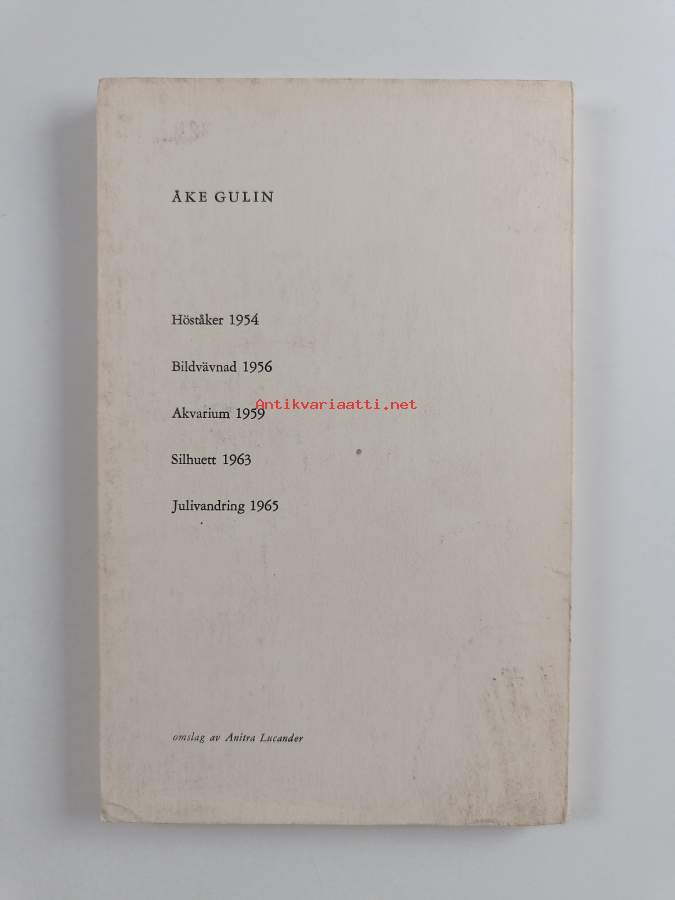 ÅKE GULIN
Höståker 1954
Bildvävnad 1956
Antikvariaatti.net
Akvarium 1959
Silhuett 1963
Julivandring 1965
omslag av Anitra Lucander